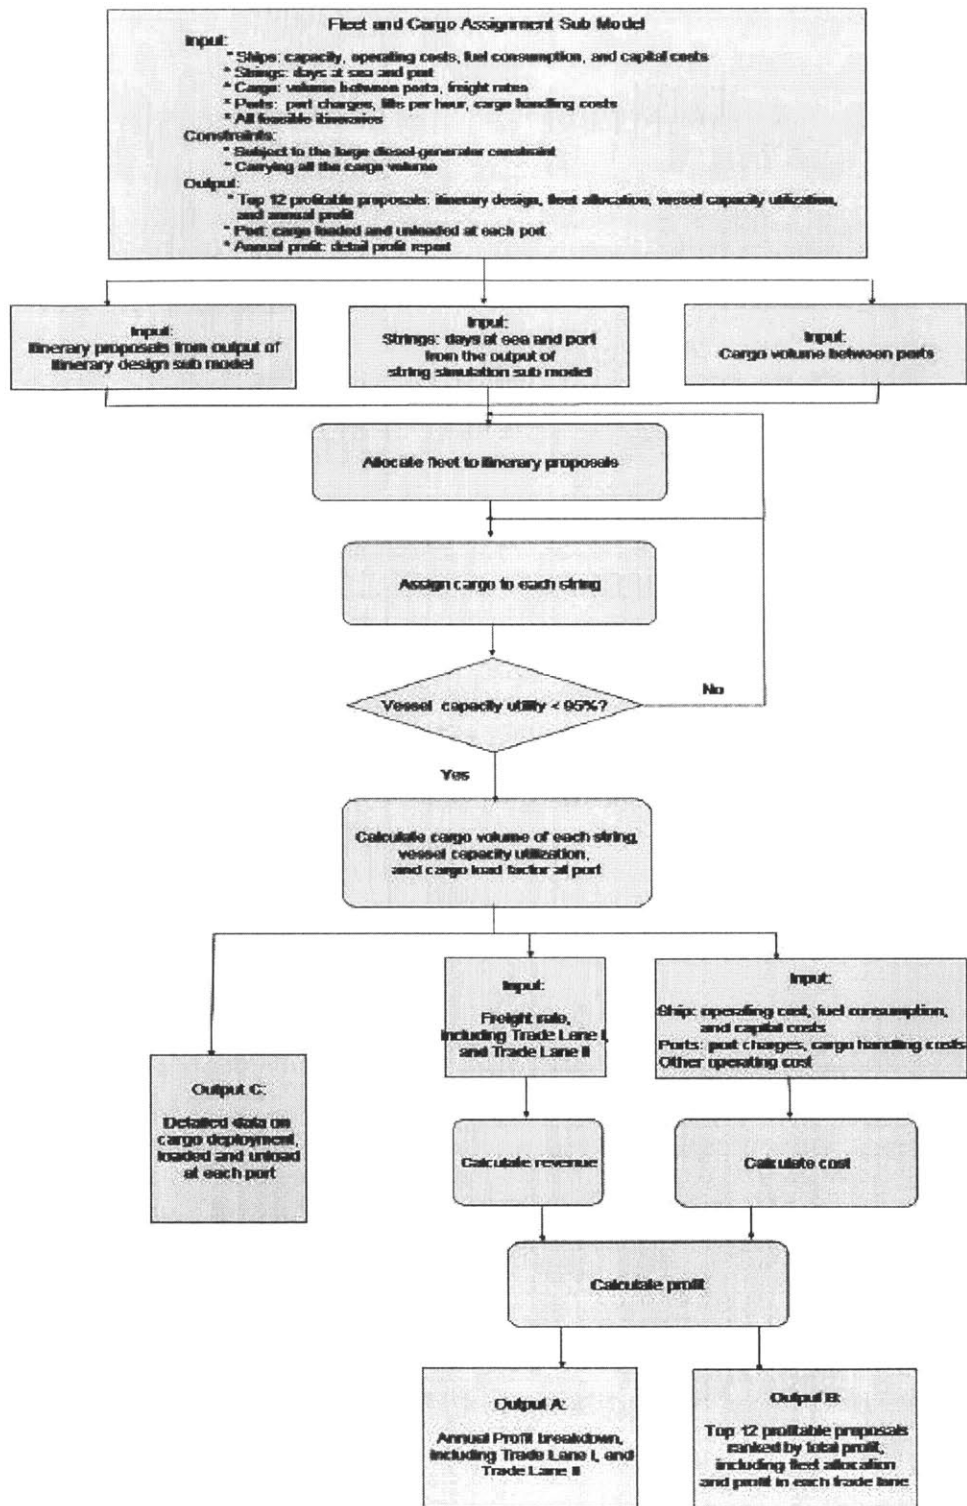 Fleet and Cargo Assignment Sub Model
Input:
* Ships: capacity, operating costs, fuel consumption, and capital costs
* Strings: days at sea and port
* Cargo: volume between ports, freight rates
* Ports: port charges, lifts per hour, cargo handling costs
* All feasible itineraries
Constraints:
* Subject to the large diesel-generator constraint
* Carrying all the cargo volume
Output:
* Top 12 profitable proposals: itinerary design, fleet allocation, vessel capacity utilization,
and annual profit
* Port: cargo loaded and unloaded at each port
* Annual profit: detail profit report
Input:
Itinerary proposals from output of
itinerary design sub model
Input:
Strings: days at sea and port
from the output of
string simulation sub model
Input:
Cargo volume between ports
Allocate fleet to itinerary proposals
Assign cargo to each string
Vessel capacity utility < 95%?
No
Yes
Calculate cargo volume of each string,
vessel capacity utilization,
and cargo load factor at port
Input:
Freight rate,
including Trade Lane I,
and Trade Lane II
Input:
Ship: operating cost, fuel consumption,
and capital costs
Ports: port charges, cargo handling costs
Other operating cost
Output C:
Detailed data on
cargo deployment,
loaded and unload
at each port
Calculate revenue
Calculate cost
Calculate profit
Output A:
Annual Profit breakdown,
including Trade Lane I, and
Trade Lane II
Output B:
Top 12 profitable proposals
ranked by total profit,
including fleet allocation
and profit in each trade lane